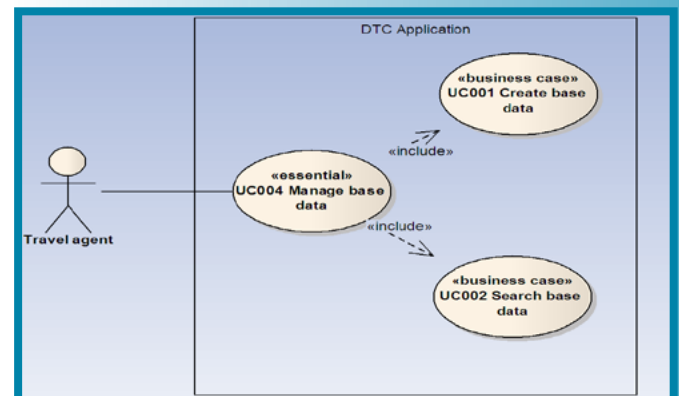 DTC Application
«business case»
UC001 Create base
data
«include»
«essential»
UC004 Manage base
data
«include»
Travel agent
«business case»
UC002 Search base
data